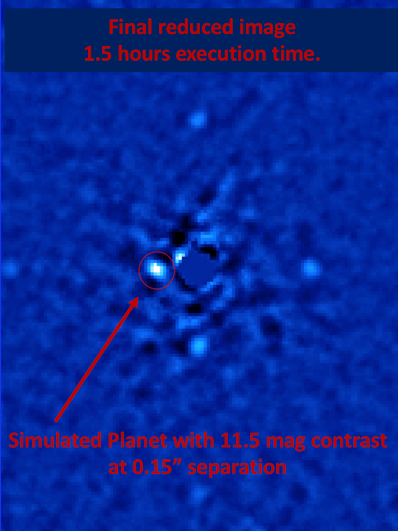 Final reduced image
1.5 hours execution time.
Simulated Planet with 11.5 mag contrast
at 0.15” separation